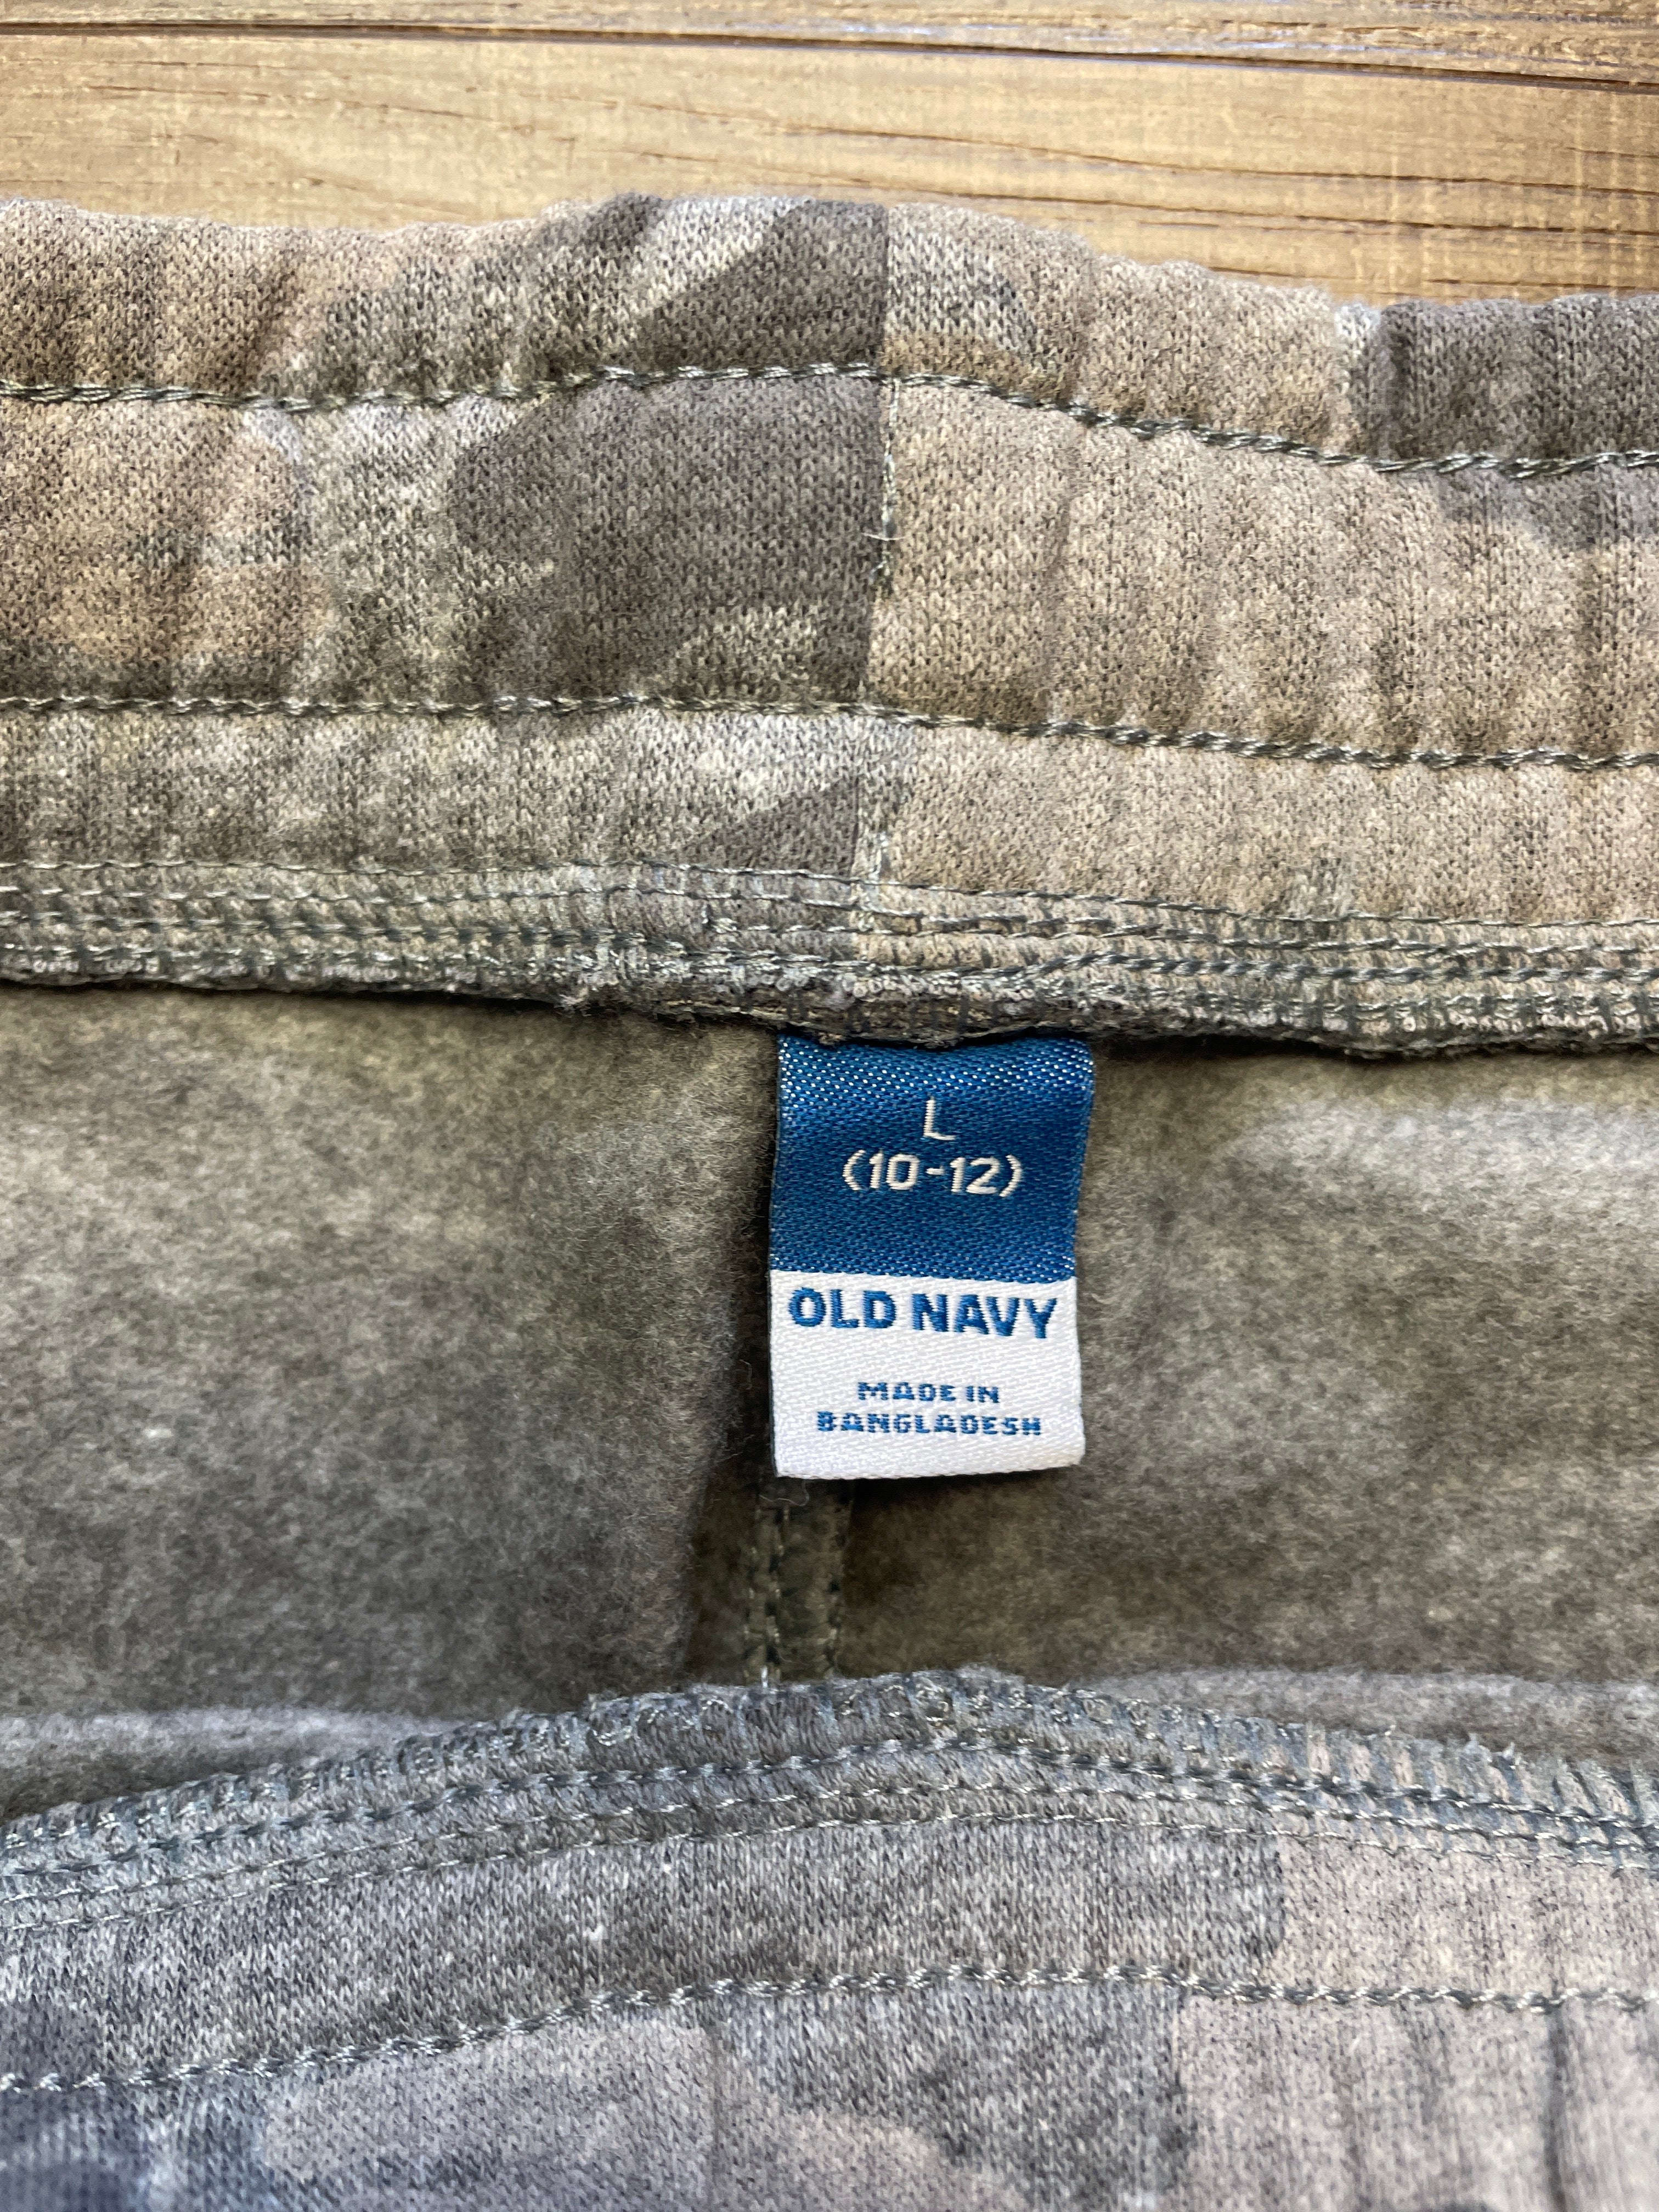 L
(10-12)
OLD NAVY
MADE IN
BANGLADESH